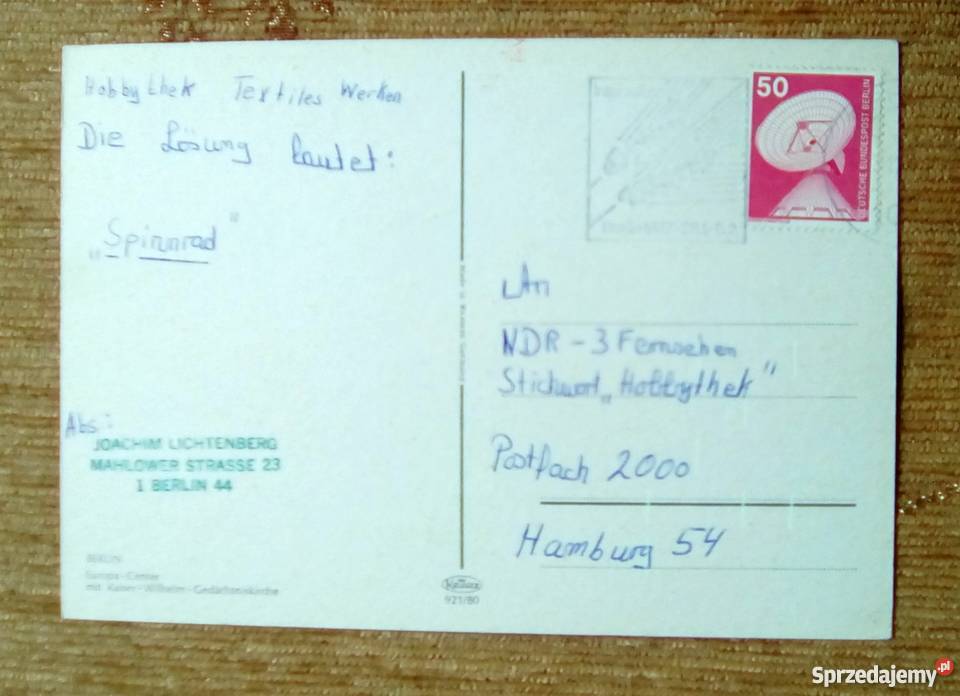 Hobbythek Textiles Werken
Die Lösung lautet:
„Spinnrad"
Abs:
JOACHIM LICHTENBERG
MAHLOWER STRASSE 23
1 BERLIN 44
BERLIN
Europa-Center
mit Kaiser-Wilhelm-Gedächtniskirche
50
DEUTSCHE BUNDESPOST BERLIN
An
NDR - 3 Fernsehen
Stichwort „Hobbythek"
Postfach 2000
Hamburg 54
921/80
Sprzedajemy.pl